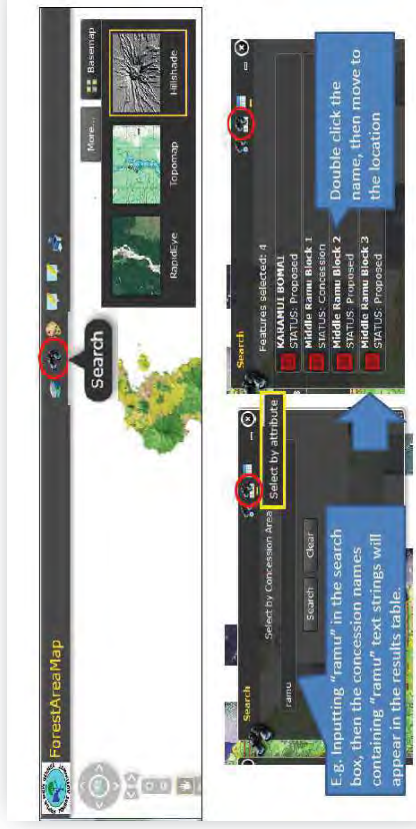 ForestAreaMap
Search
More...
Basemap
RapidEye
Topomap
Hillshade
Search
Select by Concession Area
Select by attribute
ramu
Search
Clear
E.g. Inputting "ramu" in the search
box, then the concession names
containing "ramu" text strings will
appear in the results table.
Search
Features selected: 4
KARAMUI BOMAI
STATUS: Proposed
Middle Ramu Block 1
STATUS: Concession
Middle Ramu Block 2
STATUS: Proposed
Middle Ramu Block 3
STATUS: Proposed
Double click the
name, then move to
the location